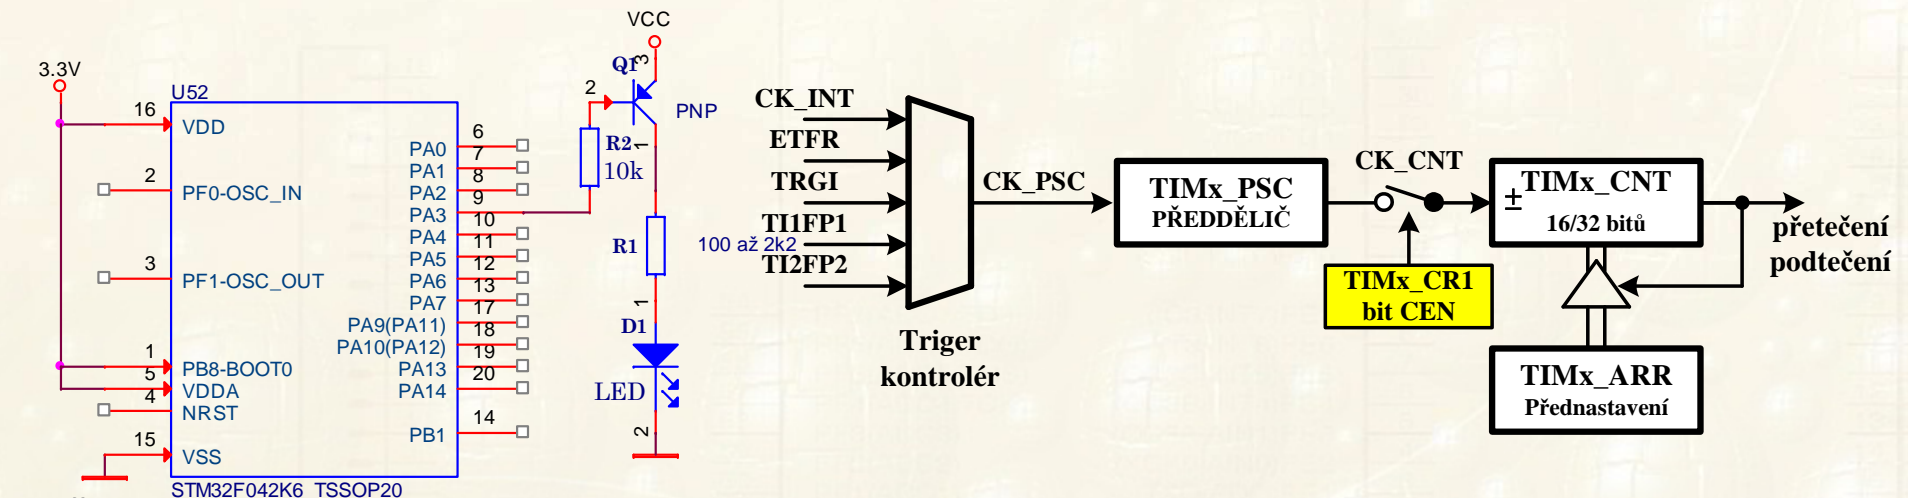 3.3V
U52
16
VDD
2
PF0-OSC_IN
3
PF1-OSC_OUT
1
PB8-BOOT0
5
VDDA
4
NRST
15
VSS
STM32F042K6_TSSOP20
6
PA0
7
PA1
8
PA2
9
PA3
10
PA4
11
PA5
12
PA6
13
PA7
17
PA9(PA11)
18
PA10(PA12)
19
PA13
20
PA14
14
PB1
VCC
3
Q1
2
PNP
1
R2
10k
R1
100 až 2k2
1
D1
LED
2
CK_INT
ETFR
TRGI
TI1FP1
TI2FP2
Triger
kontrolér
CK_PSC
TIMx_PSC
PŘEDDĚLIČ
CK_CNT
TIMx_CR1
bit CEN
±
TIMx_CNT
16/32 bitů
TIMx_ARR
Přednastavení
přetečení
podtečení